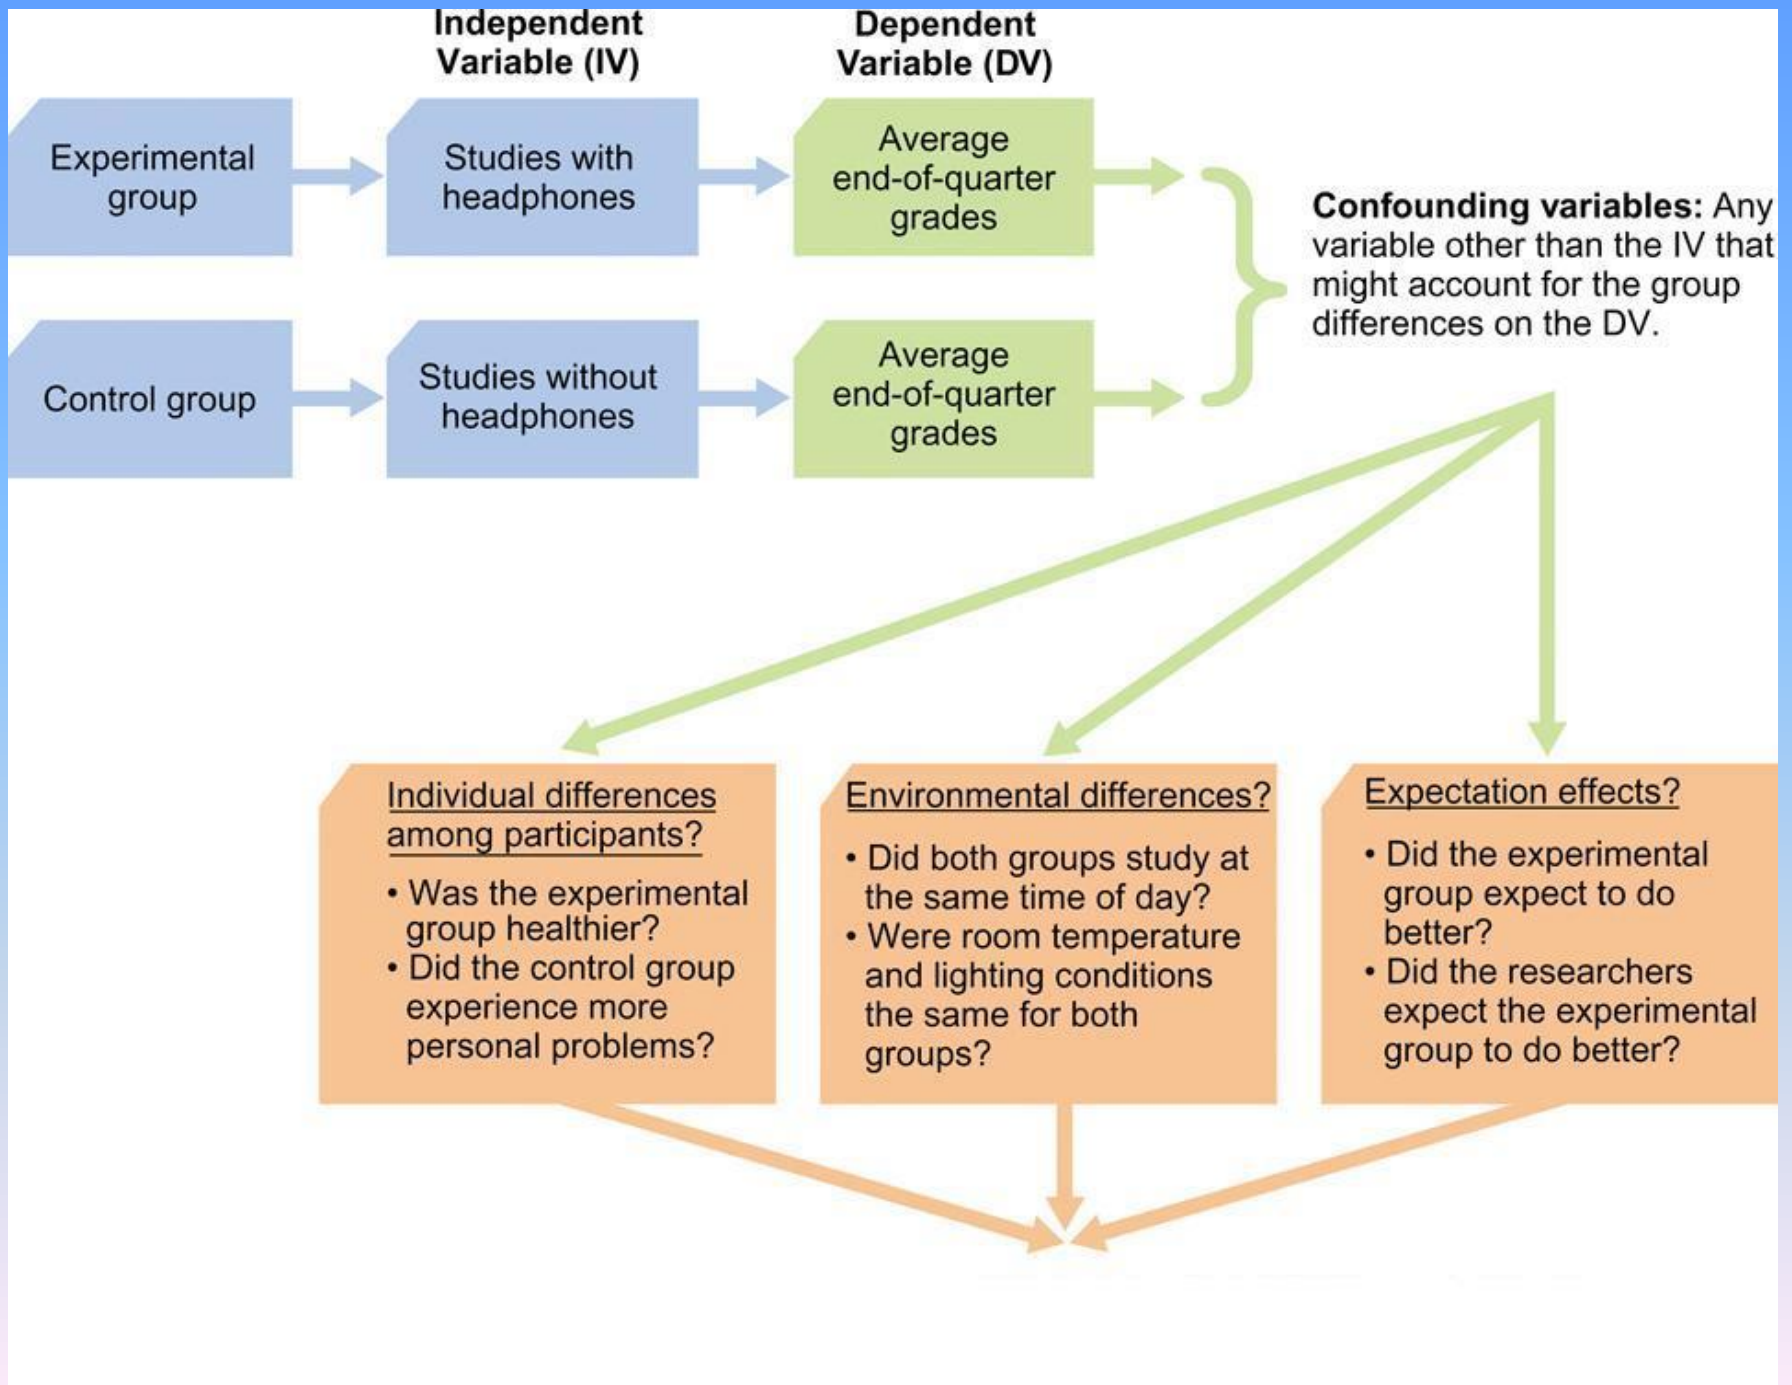 Independent
Variable (IV)
Dependent
Variable (DV)
Experimental
group
Studies with
headphones
Average
end-of-quarter
grades
Control group
Studies without
headphones
Average
end-of-quarter
grades
Confounding variables: Any
variable other than the IV that
might account for the group
differences on the DV.
Individual differences
among participants?
• Was the experimental
group healthier?
• Did the control group
experience more
personal problems?
Environmental differences?
• Did both groups study at
the same time of day?
• Were room temperature
and lighting conditions
the same for both
groups?
Expectation effects?
• Did the experimental
group expect to do
better?
• Did the researchers
expect the experimental
group to do better?